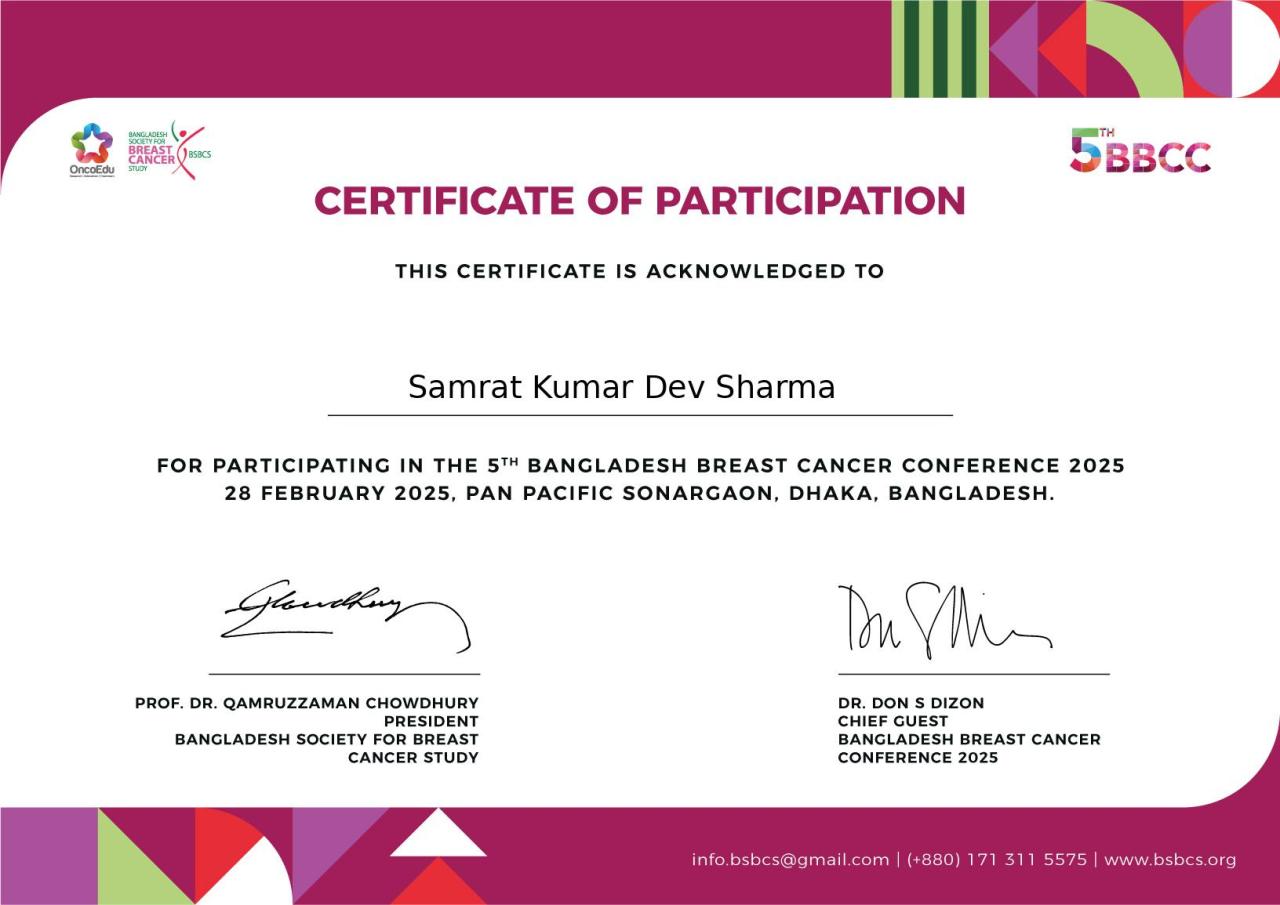 OncoEdu
BANGLADESH
SOCIETY FOR
BREAST
CANCER
STUDY
BSBCS
5TH BBCC
CERTIFICATE OF PARTICIPATION
THIS CERTIFICATE IS ACKNOWLEDGED TO
Samrat Kumar Dev Sharma
FOR PARTICIPATING IN THE 5TH BANGLADESH BREAST CANCER CONFERENCE 2025
28 FEBRUARY 2025, PAN PACIFIC SONARGAON, DHAKA, BANGLADESH.
PROF. DR. QAMRUZZAMAN CHOWDHURY
PRESIDENT
BANGLADESH SOCIETY FOR BREAST
CANCER STUDY
DR. DON S DIZON
CHIEF GUEST
BANGLADESH BREAST CANCER
CONFERENCE 2025
info.bsbcs@gmail.com | (+880) 171 311 5575 | www.bsbcs.org